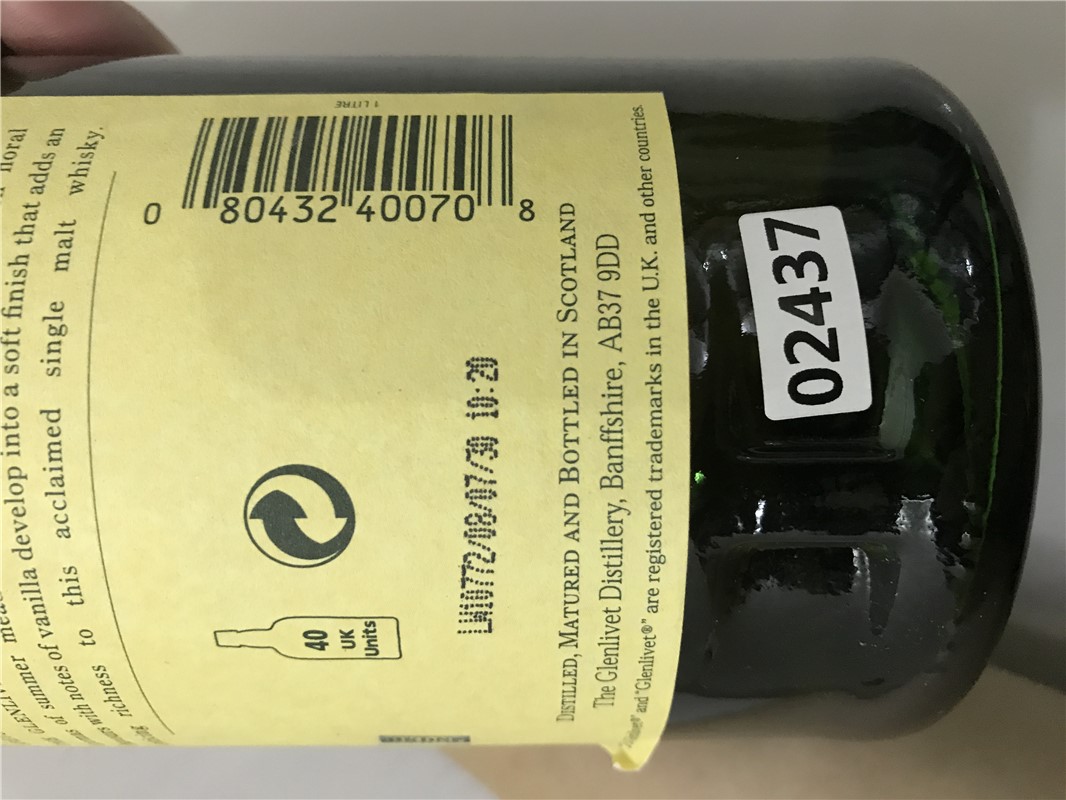 1 LITRE
0 80432 40070 8
develop into a soft finish that adds an
of summer
with notes of vanilla
richness to this acclaimed single malt whisky.
40
UK
Units
LW10772/08/07/30 10:20
DISTILLED, MATURED AND BOTTLED IN SCOTLAND
The Glenlivet Distillery, Banffshire, AB37 9DD
and "Glenlivet®" are registered trademarks in the U.K. and other countries.
02437